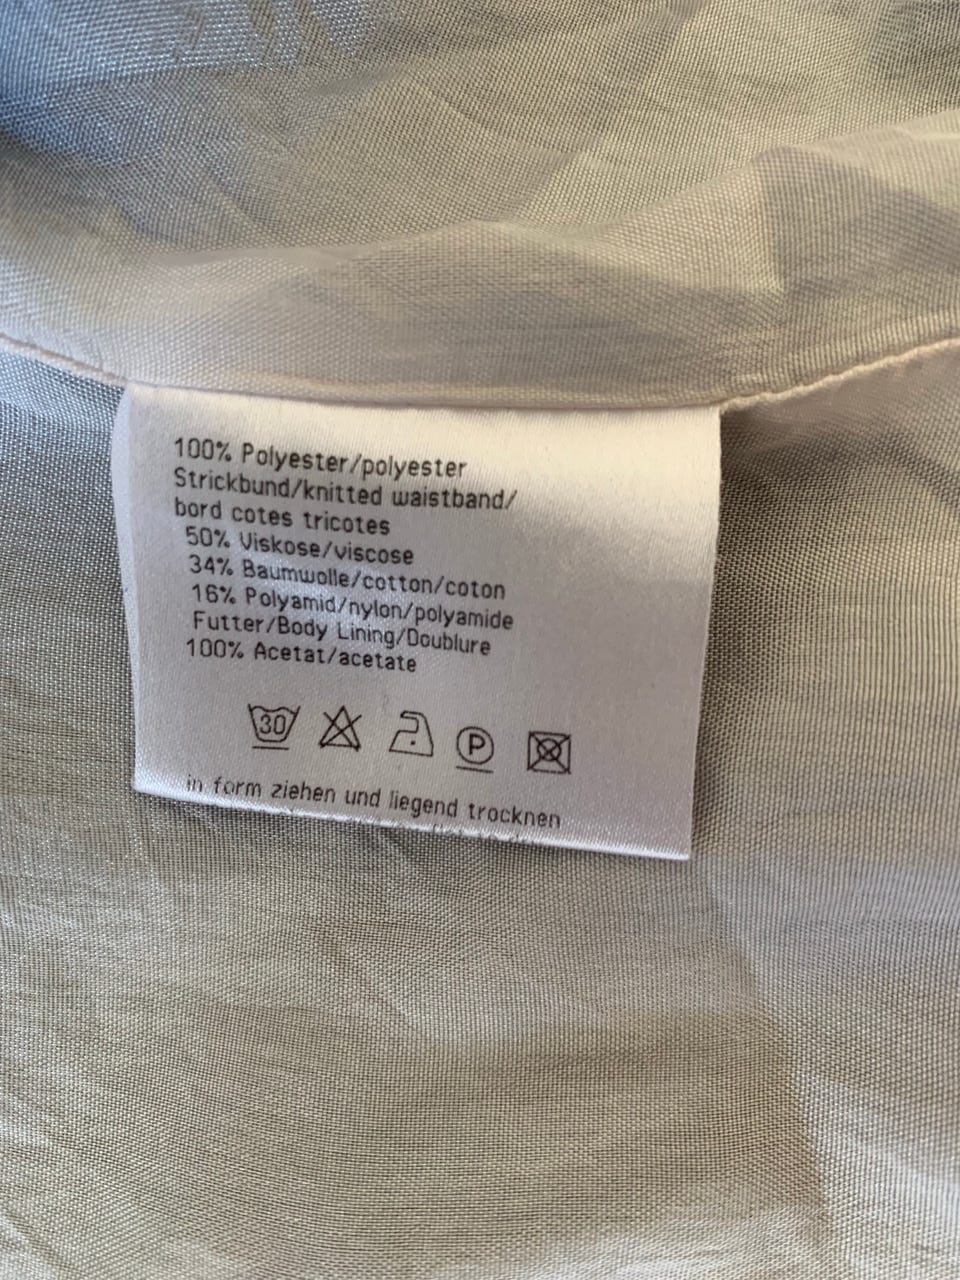 100% Polyester/polyester
Strickbund/knitted waistband/
bord cotes tricotes
50% Viskose/viscose
34% Baumwolle/cotton/coton
16% Polyamid/nylon/polyamide
Futter/Body Lining/Doublure
100% Acetat/acetate
30 P
in form ziehen und liegend trocknen